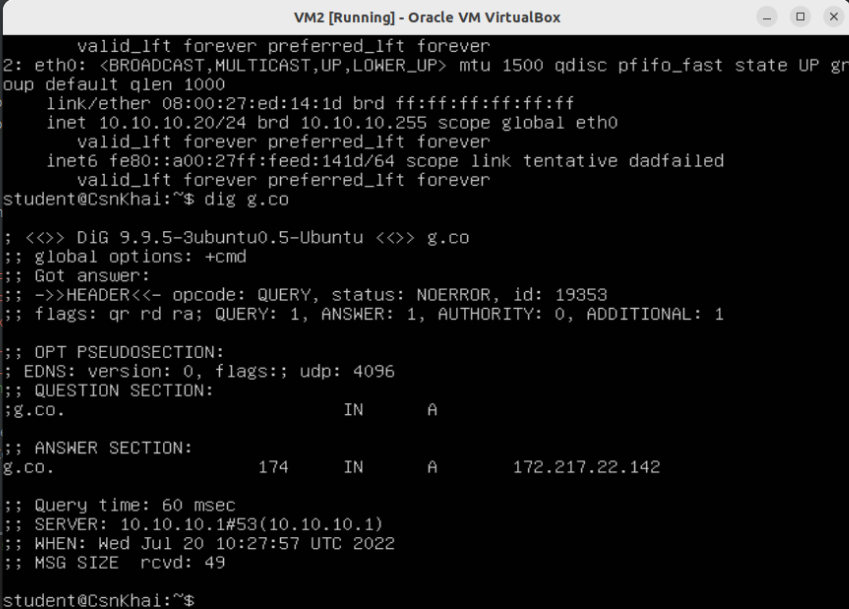 VM2 [Running] - Oracle VM VirtualBox
valid_lft forever preferred_lft forever
2: eth0: <BROADCAST,MULTICAST,UP,LOWER_UP> mtu 1500 qdisc pfifo_fast state UP gr
oup default qlen 1000
link/ether 08:00:27:ed:14:1d brd ff:ff:ff:ff:ff:ff
inet 10.10.10.20/24 brd 10.10.10.255 scope global eth0
valid_lft forever preferred_lft forever
inet6 fe80::a00:27ff:feed:141d/64 scope link tentative dadfailed
valid_lft forever preferred_lft forever
student@CsnKhai:~$ dig g.co
; <<>> DiG 9.9.5-3ubuntu0.5-Ubuntu <<>> g.co
;; global options: +cmd
;; Got answer:
;; ->>HEADER<<- opcode: QUERY, status: NOERROR, id: 19353
;; flags: qr rd ra; QUERY: 1, ANSWER: 1, AUTHORITY: 0, ADDITIONAL: 1
;; OPT PSEUDOSECTION:
; EDNS: version: 0, flags:; udp: 4096
;; QUESTION SECTION:
;g.co. IN A
;; ANSWER SECTION:
g.co. 174 IN A 172.217.22.142
;; Query time: 60 msec
;; SERVER: 10.10.10.1#53(10.10.10.1)
;; WHEN: Wed Jul 20 10:27:57 UTC 2022
;; MSG SIZE rcvd: 49
student@CsnKhai:~$